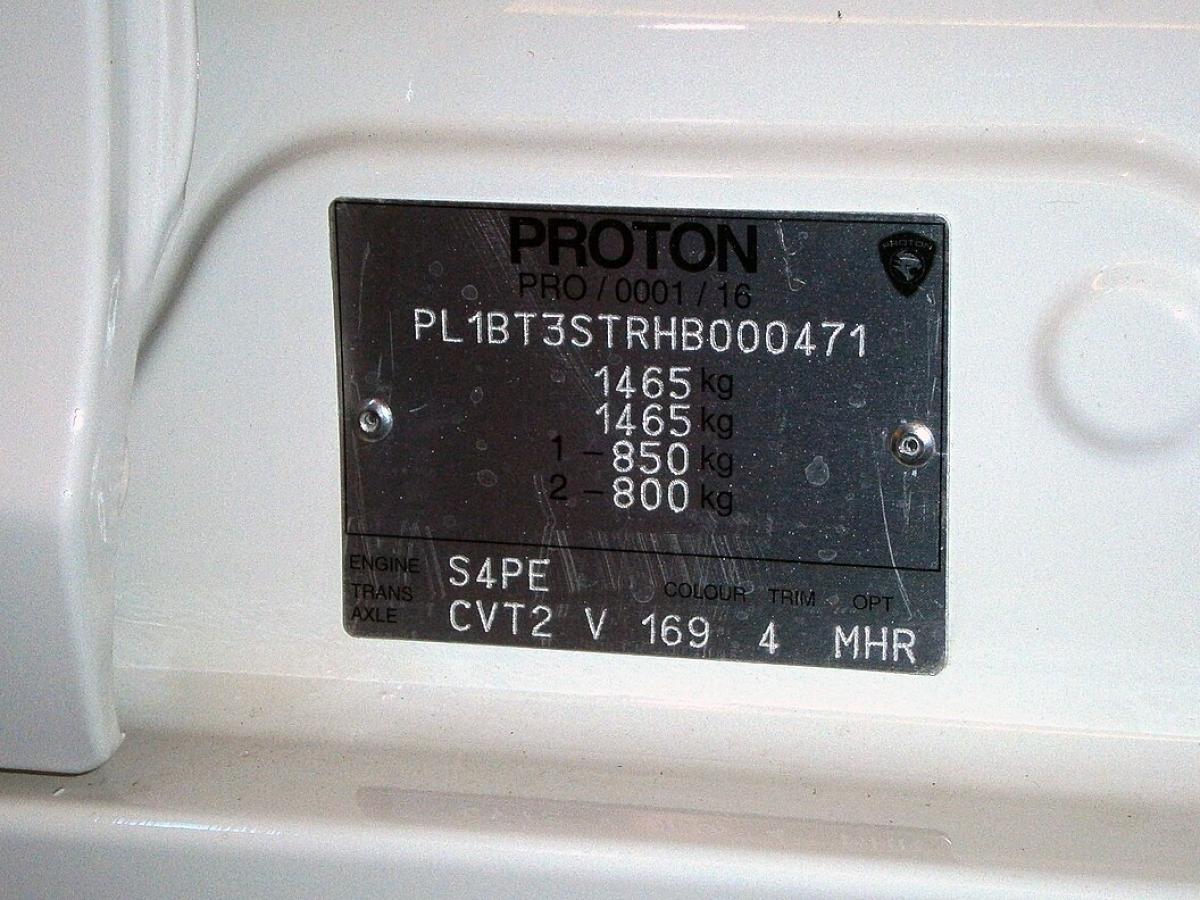 PROTON
PROTON
PRO / 0001 / 16
PL1BT3STRHB000471
1465 kg
1465 kg
1 - 850 kg
2 - 800 kg
ENGINE S4PE
TRANS AXLE CVT2 V COLOUR 169 TRIM 4 OPT MHR